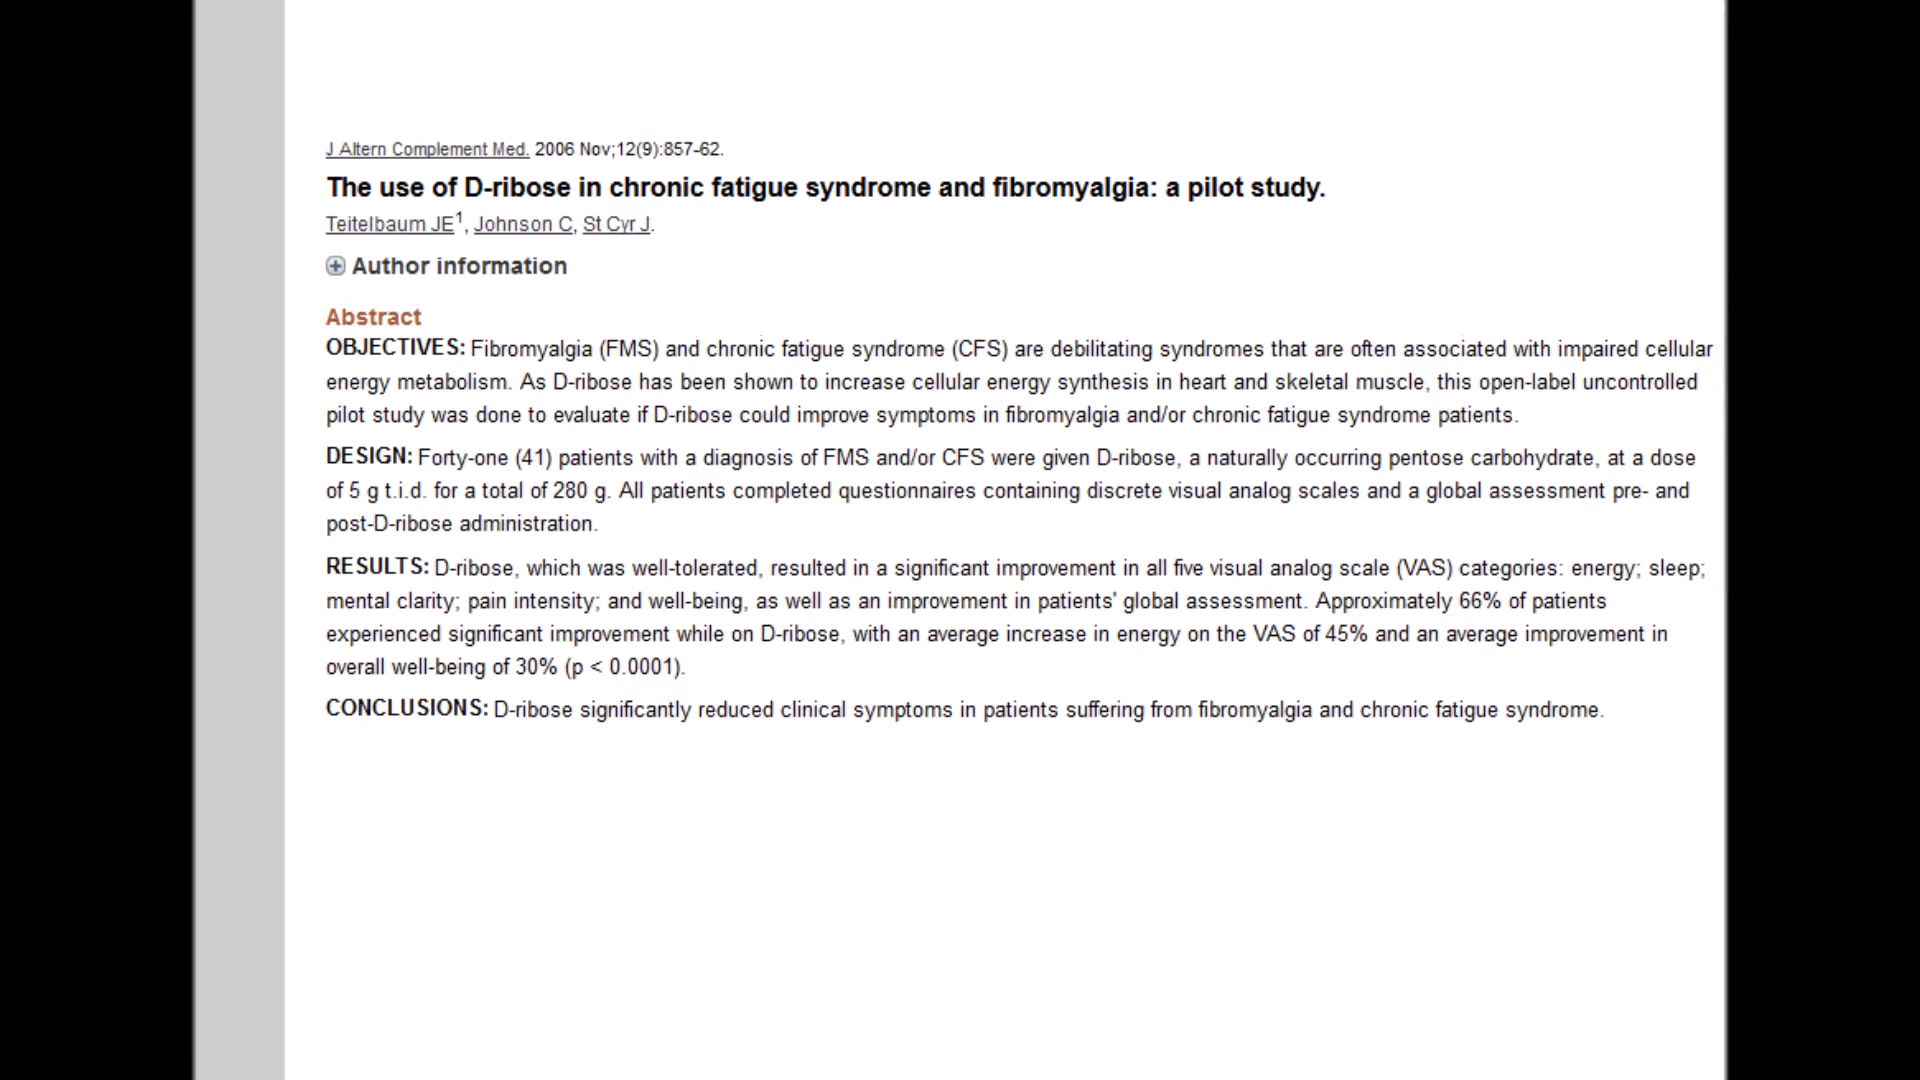 J Altern Complement Med. 2006 Nov;12(9):857-62.
The use of D-ribose in chronic fatigue syndrome and fibromyalgia: a pilot study.
Teitelbaum JE1, Johnson C, St Cyr J.
Author information
Abstract
OBJECTIVES: Fibromyalgia (FMS) and chronic fatigue syndrome (CFS) are debilitating syndromes that are often associated with impaired cellular
energy metabolism. As D-ribose has been shown to increase cellular energy synthesis in heart and skeletal muscle, this open-label uncontrolled
pilot study was done to evaluate if D-ribose could improve symptoms in fibromyalgia and/or chronic fatigue syndrome patients.
DESIGN: Forty-one (41) patients with a diagnosis of FMS and/or CFS were given D-ribose, a naturally occurring pentose carbohydrate, at a dose
of 5 g t.i.d. for a total of 280 g. All patients completed questionnaires containing discrete visual analog scales and a global assessment pre- and
post-D-ribose administration.
RESULTS: D-ribose, which was well-tolerated, resulted in a significant improvement in all five visual analog scale (VAS) categories: energy; sleep;
mental clarity; pain intensity; and well-being, as well as an improvement in patients' global assessment. Approximately 66% of patients
experienced significant improvement while on D-ribose, with an average increase in energy on the VAS of 45% and an average improvement in
overall well-being of 30% (p < 0.0001).
CONCLUSIONS: D-ribose significantly reduced clinical symptoms in patients suffering from fibromyalgia and chronic fatigue syndrome.